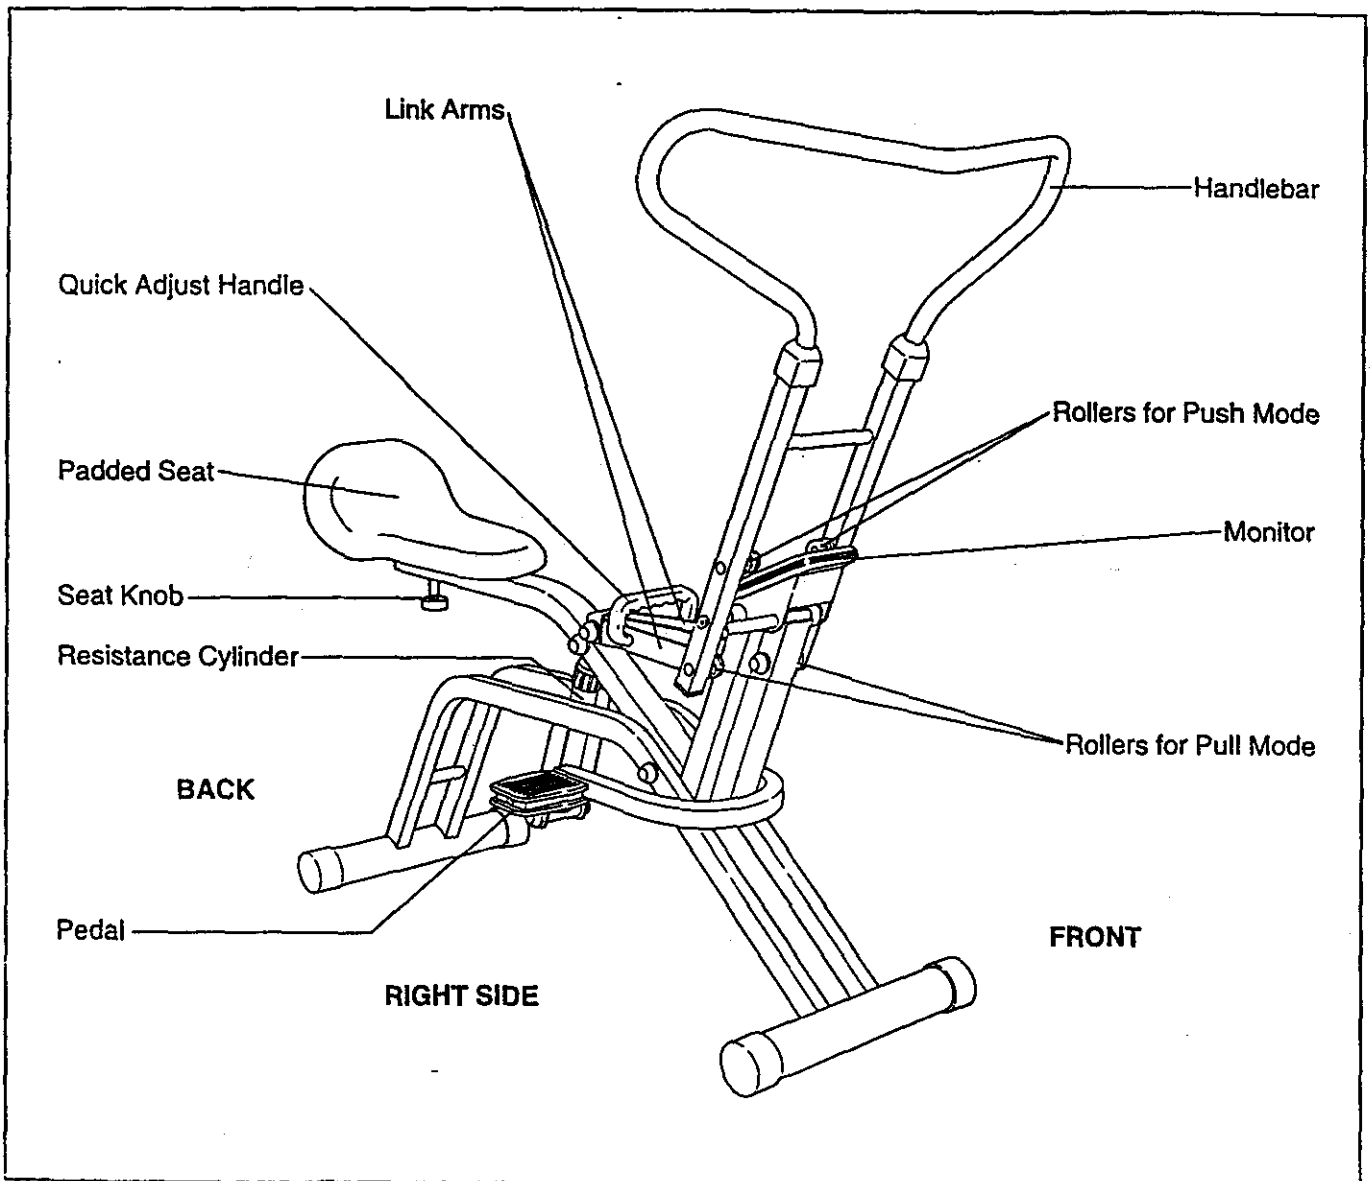 Link Arms
Handlebar
Quick Adjust Handle
Rollers for Push Mode
Padded Seat
Monitor
Seat Knob
Resistance Cylinder
Rollers for Pull Mode
BACK
Pedal
FRONT
RIGHT SIDE